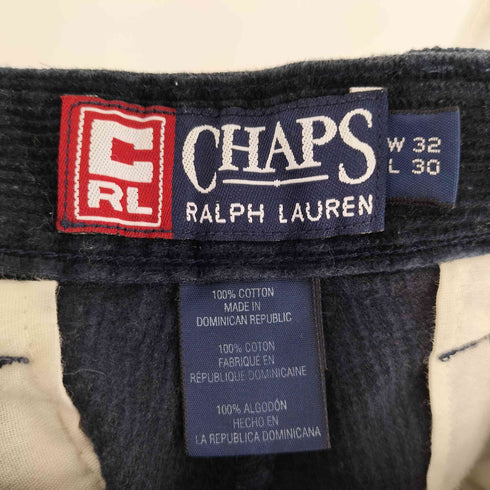 C
RL
CHAPS
RALPH LAUREN
W 32
L 30
100% COTTON
MADE IN
DOMINICAN REPUBLIC
100% COTON
FABRIQUE EN
RÉPUBLIQUE DOMINICAINE
100% ALGODÓN
HECHO EN
LA REPUBLICA DOMINICANA